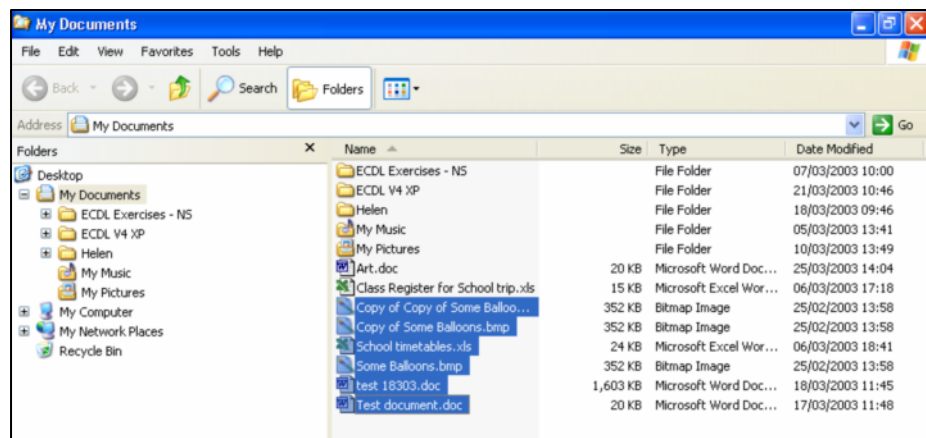 My Documents
File Edit View Favorites Tools Help
Back Search Folders
Address My Documents Go
Folders Name Size Type Date Modified
Desktop
My Documents
ECDL Exercises - N5
ECDL V4 XP
Helen
My Music
My Pictures
My Computer
My Network Places
Recycle Bin
ECDL Exercises - N5 File Folder 07/03/2003 10:00
ECDL V4 XP File Folder 21/03/2003 10:46
Helen File Folder 18/03/2003 09:46
My Music File Folder 05/03/2003 13:41
My Pictures File Folder 10/03/2003 13:49
Art.doc 20 KB Microsoft Word Doc... 25/03/2003 14:04
Class Register for School trip.xls 15 KB Microsoft Excel Wor... 06/03/2003 17:18
Copy of Copy of Some Balloo... 352 KB Bitmap Image 25/02/2003 13:58
Copy of Some Balloons.bmp 352 KB Bitmap Image 25/02/2003 13:58
School timetables.xls 24 KB Microsoft Excel Wor... 06/03/2003 18:41
Some Balloons.bmp 352 KB Bitmap Image 25/02/2003 13:58
test 18303.doc 1,603 KB Microsoft Word Doc... 18/03/2003 11:45
Test document.doc 20 KB Microsoft Word Doc... 17/03/2003 11:48